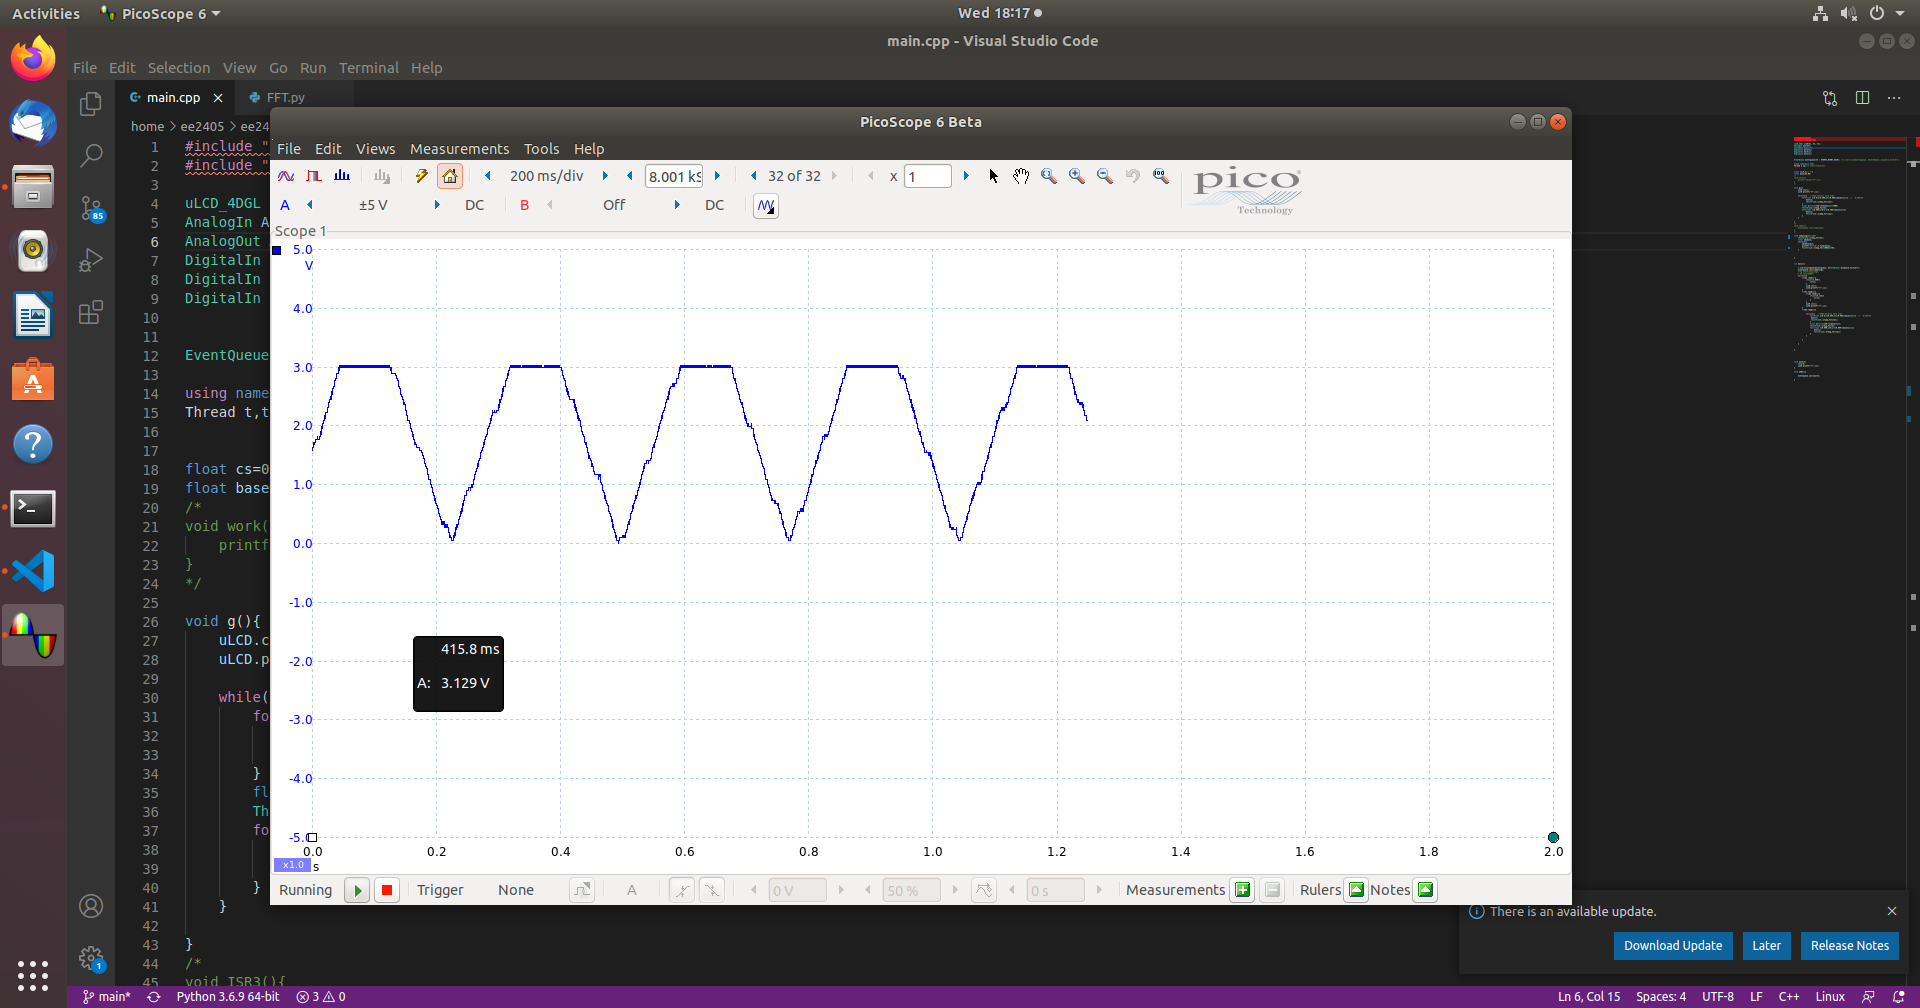 Activities PicoScope 6 Wed 18:17
main.cpp - Visual Studio Code
File Edit Selection View Go Run Terminal Help
main.cpp FFT.py
home > ee2405 > ee24
PicoScope 6 Beta
File Edit Views Measurements Tools Help
200 ms/div 8.001 kS 32 of 32 x 1
A ±5 V DC B Off DC
pico
Technology
Scope 1
5.0
V
4.0
3.0
2.0
1.0
0.0
-1.0
-2.0
-3.0
-4.0
-5.0
415.8 ms
A: 3.129 V
0.0 0.2 0.4 0.6 0.8 1.0 1.2 1.4 1.6 1.8 2.0
x1.0 s
Running Trigger None A 0 V 50 % 0 s Measurements Rulers Notes
1 #include "
2 #include "
3
4 uLCD_4DGL
5 AnalogIn A
6 AnalogOut
7 DigitalIn
8 DigitalIn
9 DigitalIn
10
11
12 EventQueue
13
14 using name
15 Thread t,t
16
17
18 float cs=0
19 float base
20 /*
21 void work(
22 printf
23 }
24 */
25
26 void g(){
27 uLCD.c
28 uLCD.p
29
30 while(
31 fo
32
33
34 }
35 fl
36 Th
37 fo
38
39
40 }
41 }
42
43 }
44 /*
45 void ISR3(){
85
1
There is an available update.
Download Update Later Release Notes
main* Python 3.6.9 64-bit 3 0 Ln 6, Col 15 Spaces: 4 UTF-8 LF C++ Linux